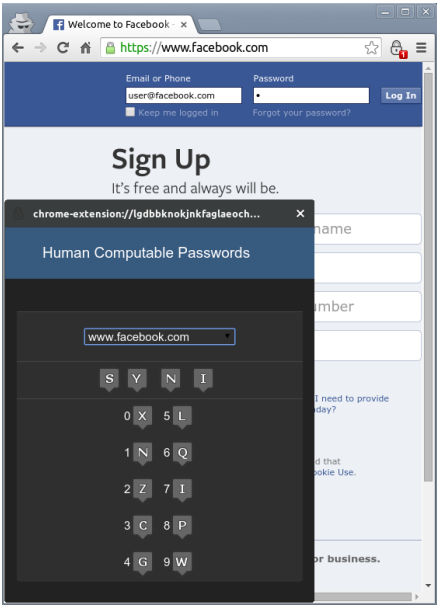 Welcome to Facebook -
https://www.facebook.com
Email or Phone Password
user@facebook.com
Log In
Keep me logged in Forgot your password?
Sign Up
It's free and always will be.
chrome-extension://lgdbbknokjnkfaglaeoch...
name
Human Computable Passwords
umber
www.facebook.com
S Y N I
I need to provide
day?
0 X 5 L
1 N 6 Q
d that
ookie Use.
2 Z 7 I
3 C 8 P
4 G 9 W
or business.